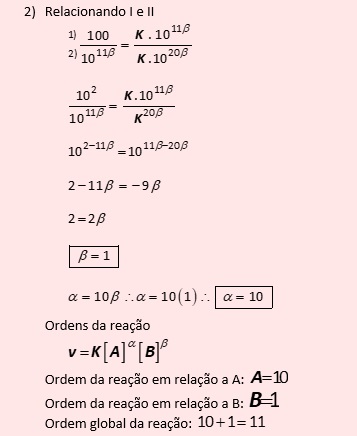 2) Relacionando I e II
1) 100 / 2) 10^{11β} = K . 10^{11β} / K . 10^{20β}
10^2 / 10^{11β} = K.10^{11β} / K^{20β}
10^{2−11β} = 10^{11β−20β}
2−11β = −9β
2=2β
β = 1
α = 10β ∴ α = 10(1) ∴ α = 10
Ordens da reação
v = K[A]^α [B]^β
Ordem da reação em relação a A: A=10
Ordem da reação em relação a B: B=1
Ordem global da reação: 10+1= 11